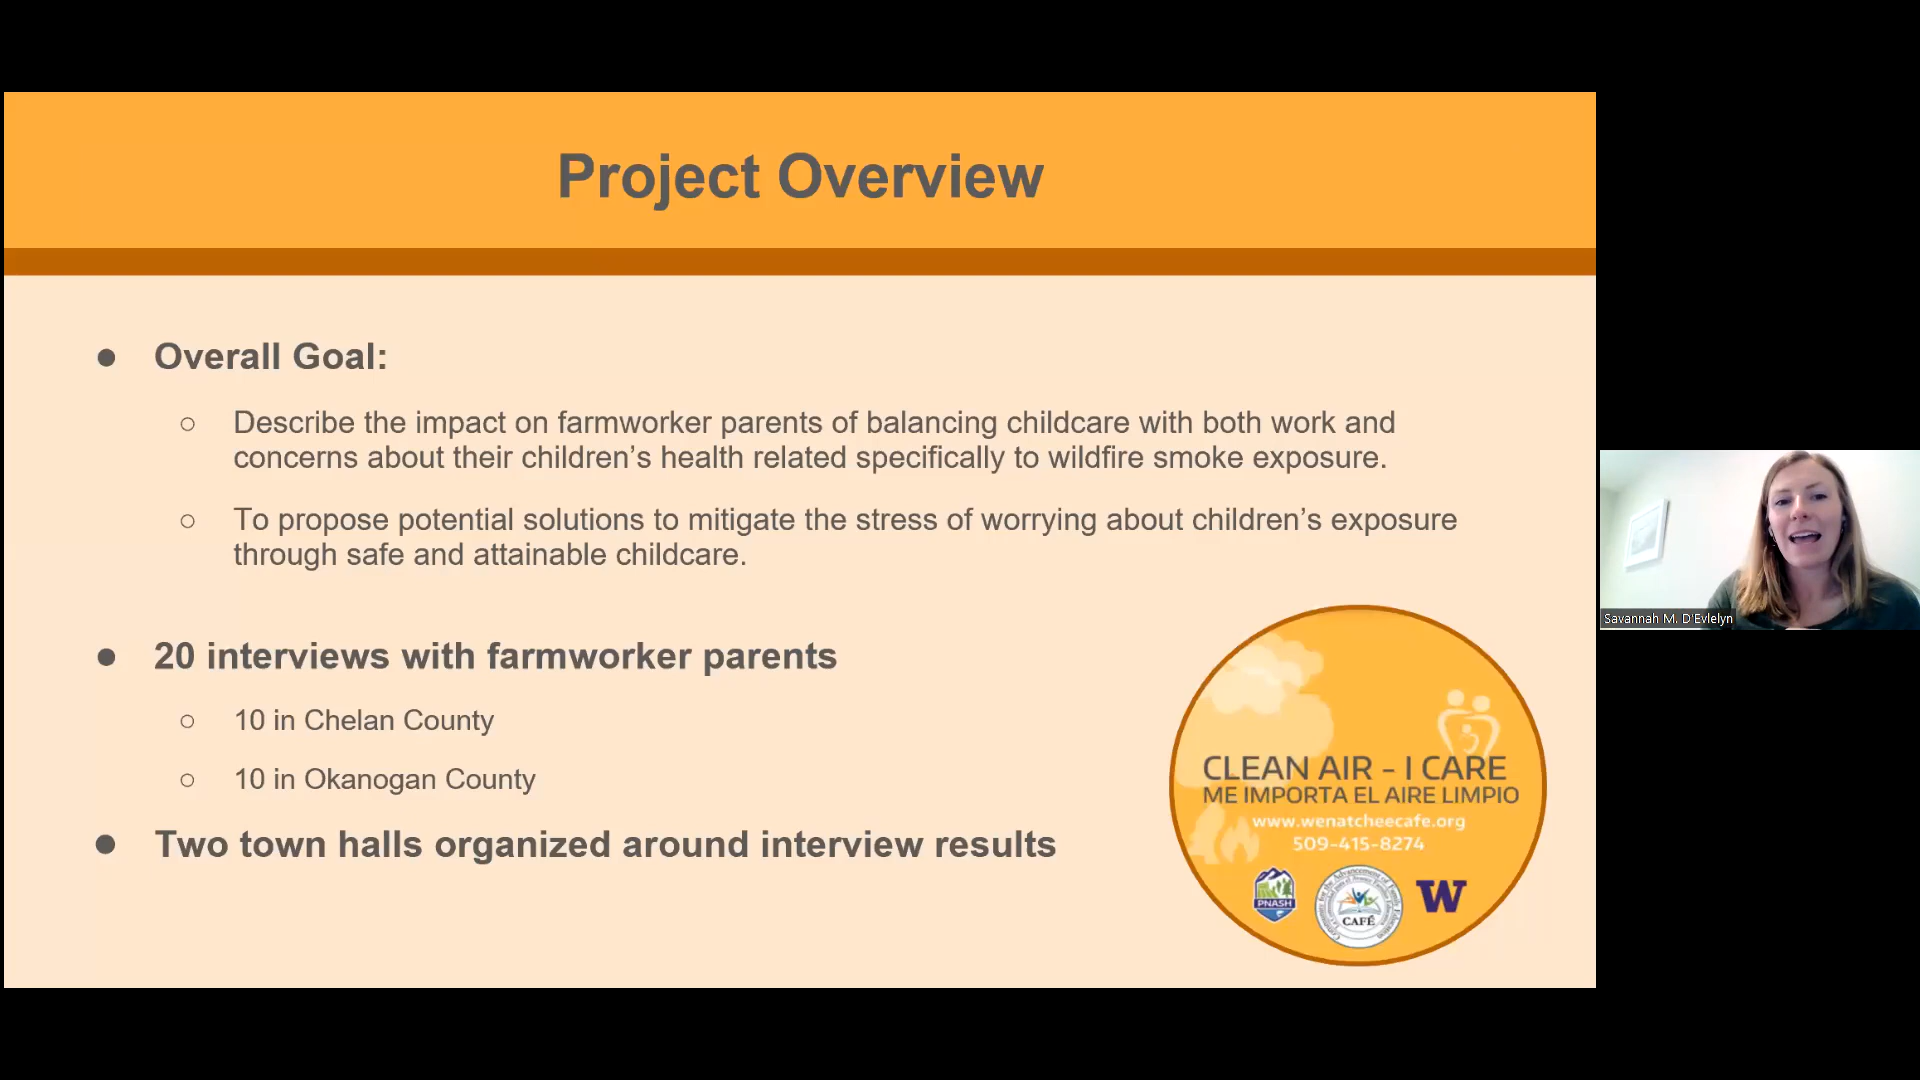 Project Overview
● Overall Goal:
○ Describe the impact on farmworker parents of balancing childcare with both work and
concerns about their children’s health related specifically to wildfire smoke exposure.
○ To propose potential solutions to mitigate the stress of worrying about children’s exposure
through safe and attainable childcare.
● 20 interviews with farmworker parents
○ 10 in Chelan County
○ 10 in Okanogan County
● Two town halls organized around interview results
CLEAN AIR - I CARE
ME IMPORTA EL AIRE LIMPIO
www.wenatcheecafe.org
509-415-8274
PNASH
CAFÉ
W
Savannah M. D'Evlelyn